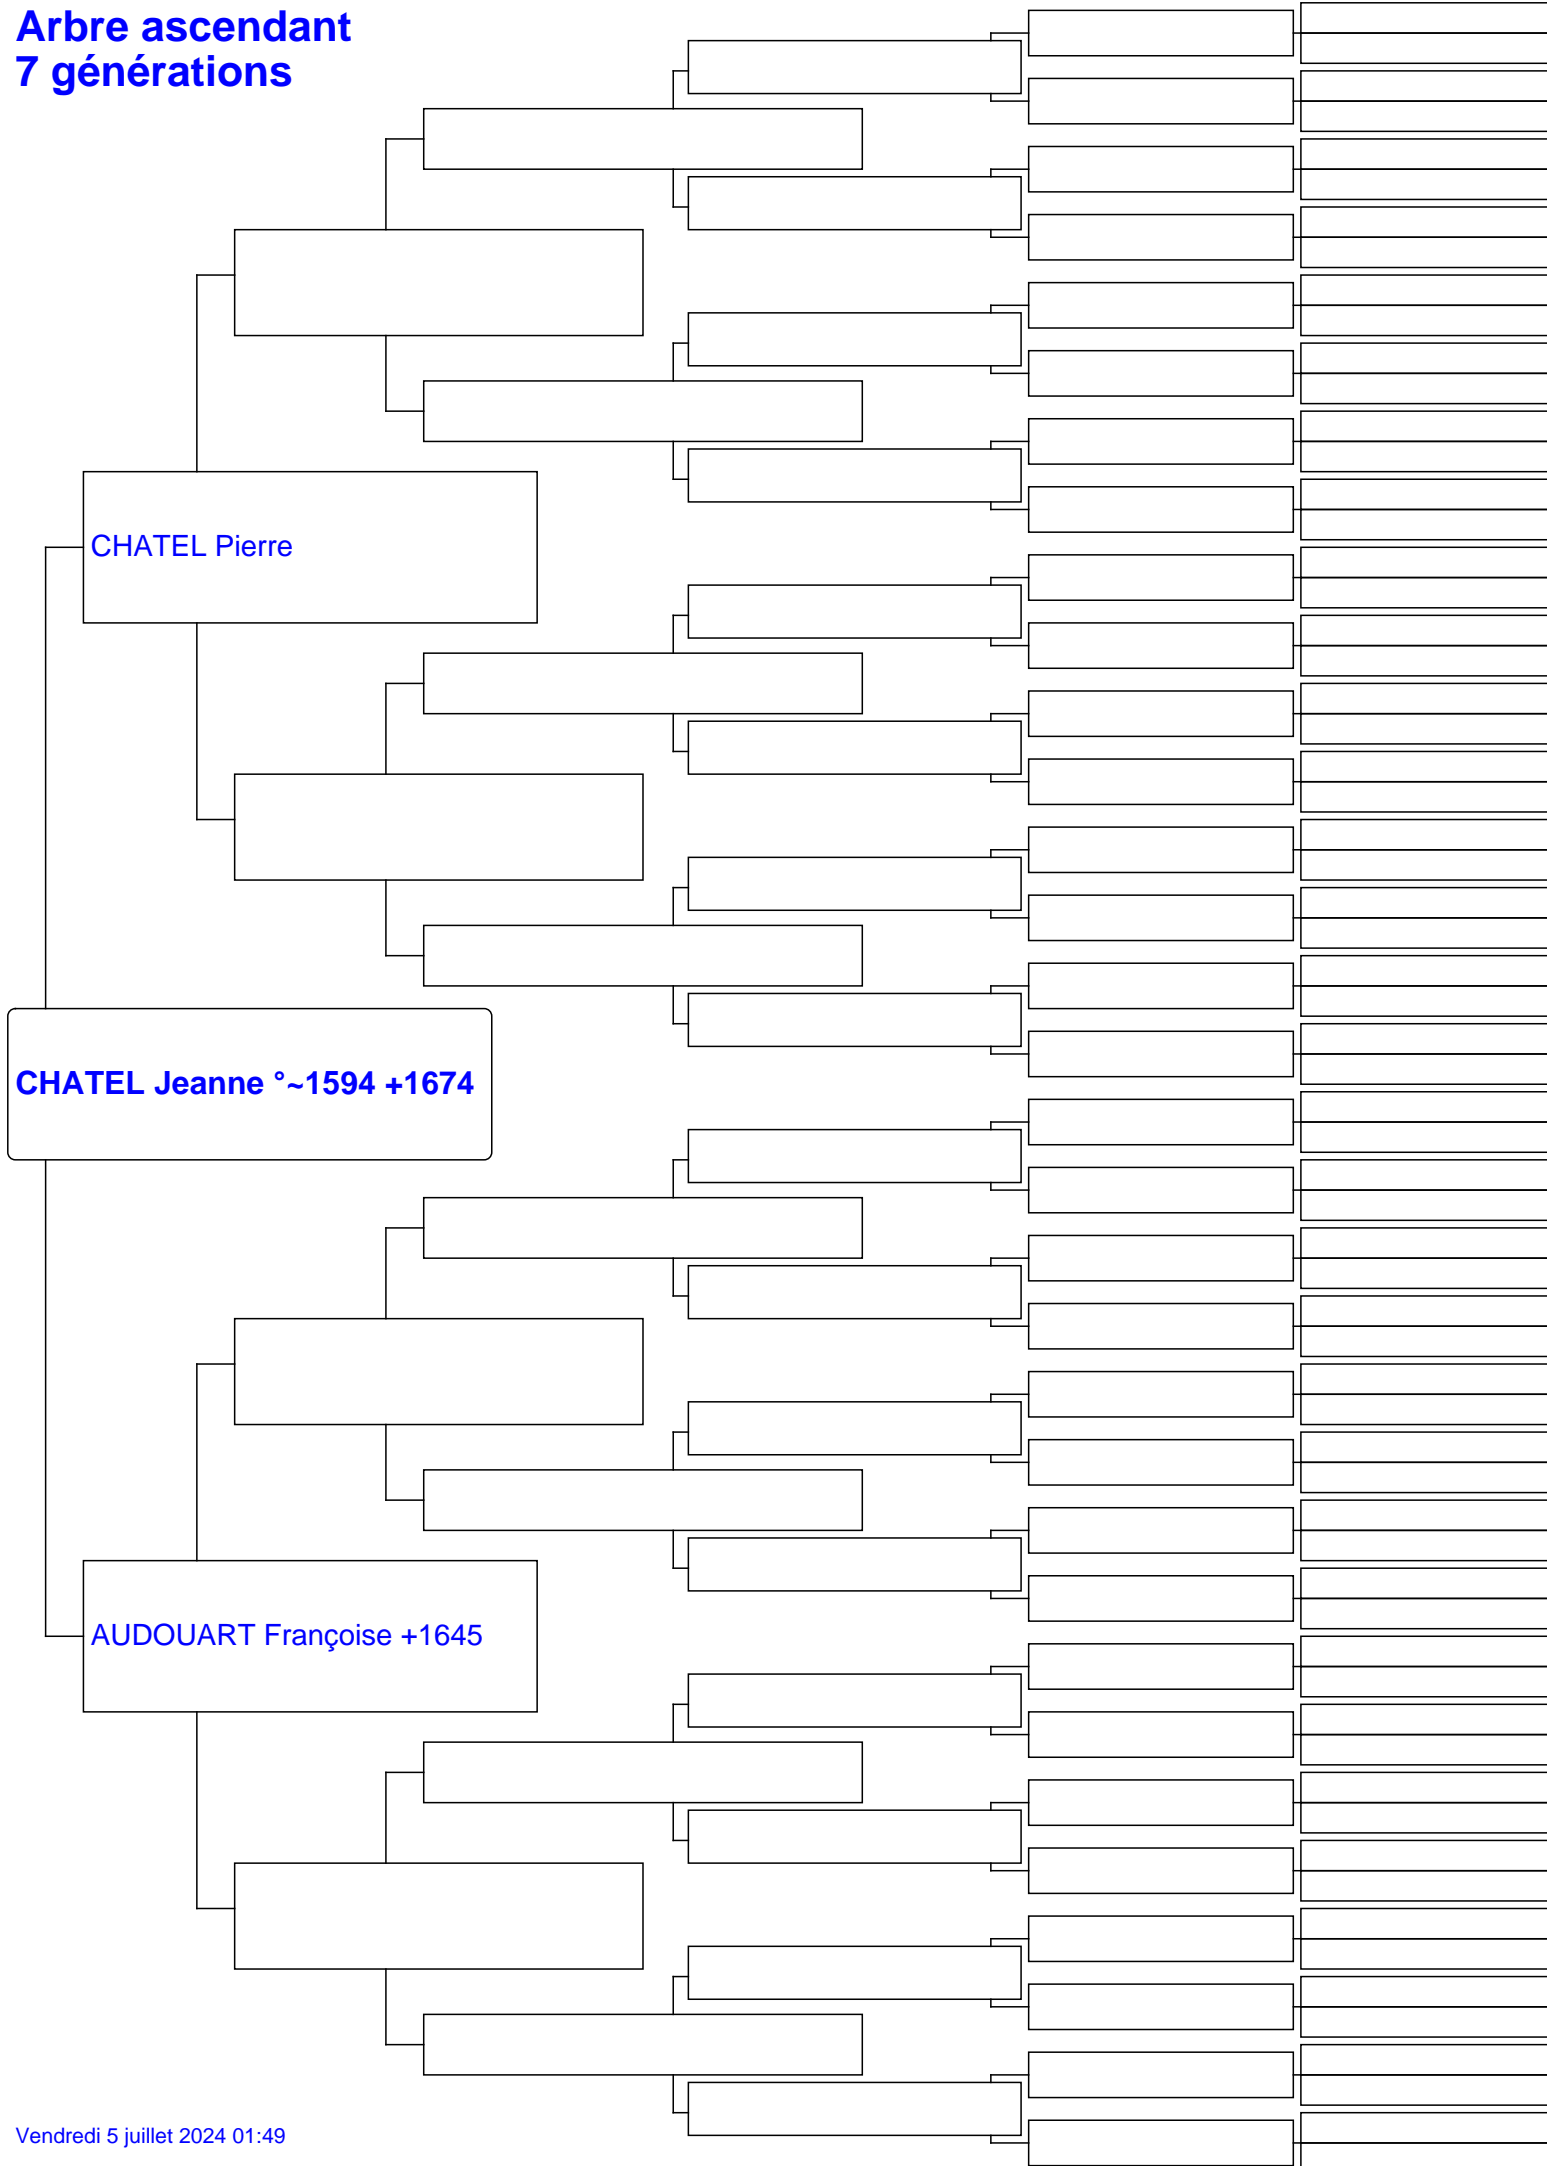 Arbre ascendant
7 générations
CHATEL Pierre
CHATEL Jeanne °~1594 +1674
AUDOUART Françoise +1645
Vendredi 5 juillet 2024 01:49